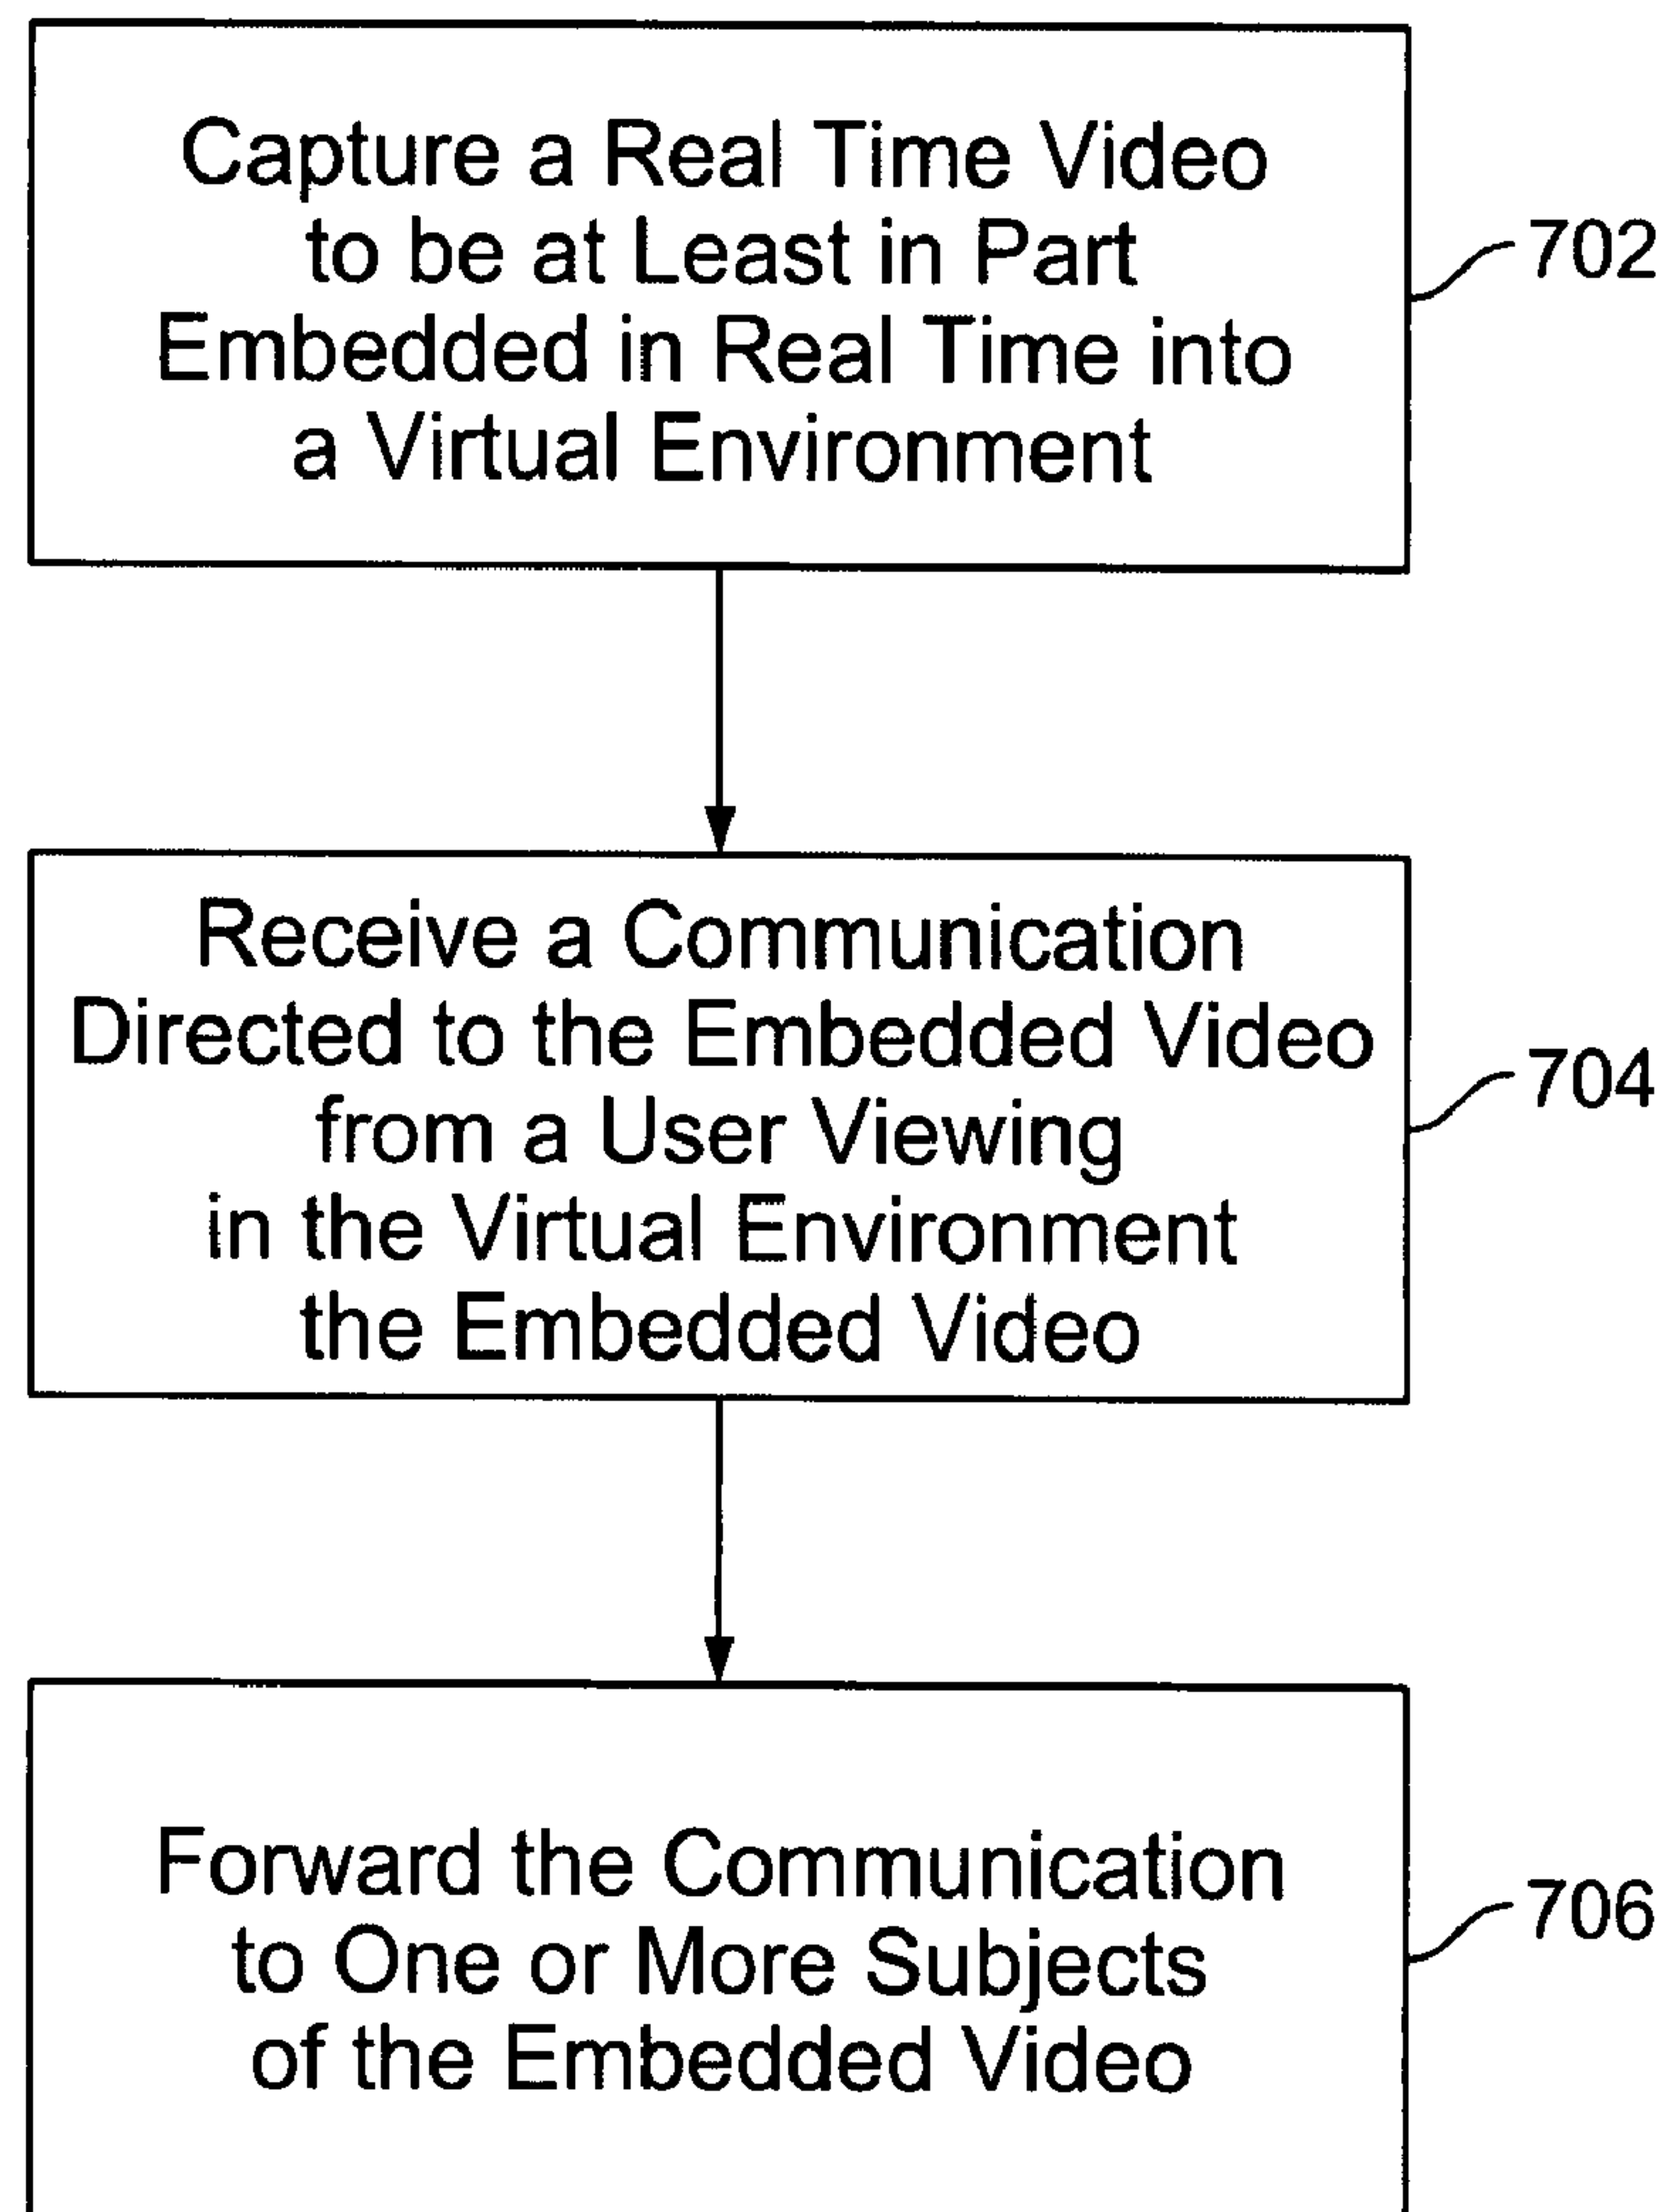 Capture a Real Time Video
to be at Least in Part
Embedded in Real Time into
a Virtual Environment
702
Receive a Communication
Directed to the Embedded Video
from a User Viewing
in the Virtual Environment
the Embedded Video
704
Forward the Communication
to One or More Subjects
of the Embedded Video
706